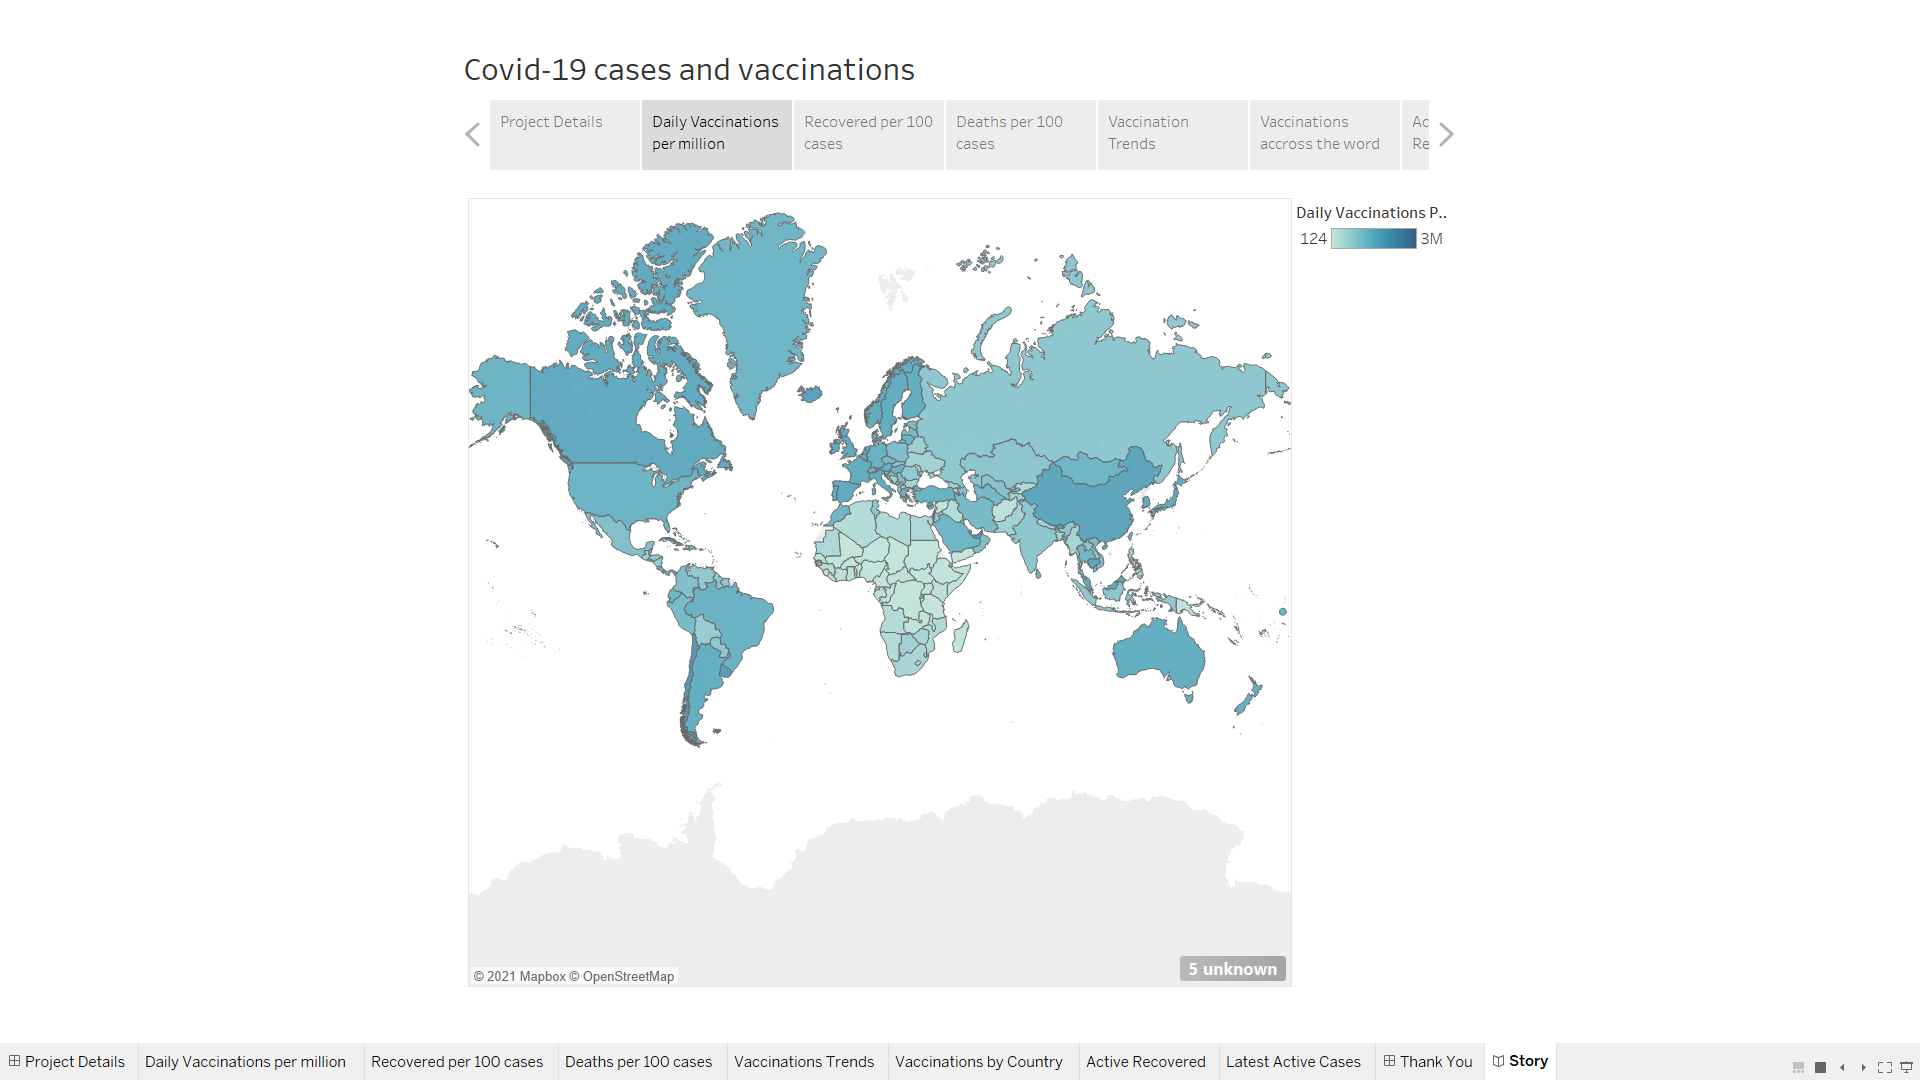 Covid-19 cases and vaccinations
Project Details
Daily Vaccinations
per million
Recovered per 100
cases
Deaths per 100
cases
Vaccination
Trends
Vaccinations
accross the word
Ac
Re
Daily Vaccinations P..
124 3M
5 unknown
© 2021 Mapbox © OpenStreetMap
Project Details Daily Vaccinations per million Recovered per 100 cases Deaths per 100 cases Vaccinations Trends Vaccinations by Country Active Recovered Latest Active Cases Thank You Story